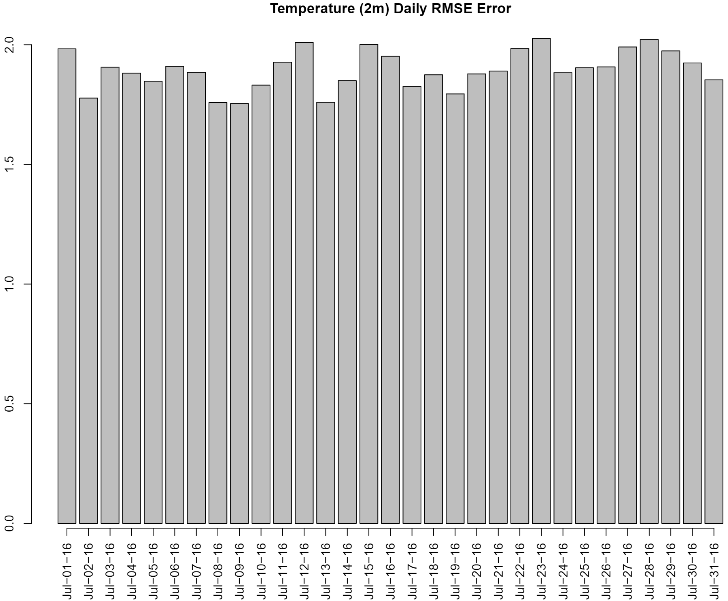 Temperature (2m) Daily RMSE Error
2.0
1.5
1.0
0.5
0.0
Jul−01−16
Jul−02−16
Jul−03−16
Jul−04−16
Jul−05−16
Jul−06−16
Jul−07−16
Jul−08−16
Jul−09−16
Jul−10−16
Jul−11−16
Jul−12−16
Jul−13−16
Jul−14−16
Jul−15−16
Jul−16−16
Jul−17−16
Jul−18−16
Jul−19−16
Jul−20−16
Jul−21−16
Jul−22−16
Jul−23−16
Jul−24−16
Jul−25−16
Jul−26−16
Jul−27−16
Jul−28−16
Jul−29−16
Jul−30−16
Jul−31−16